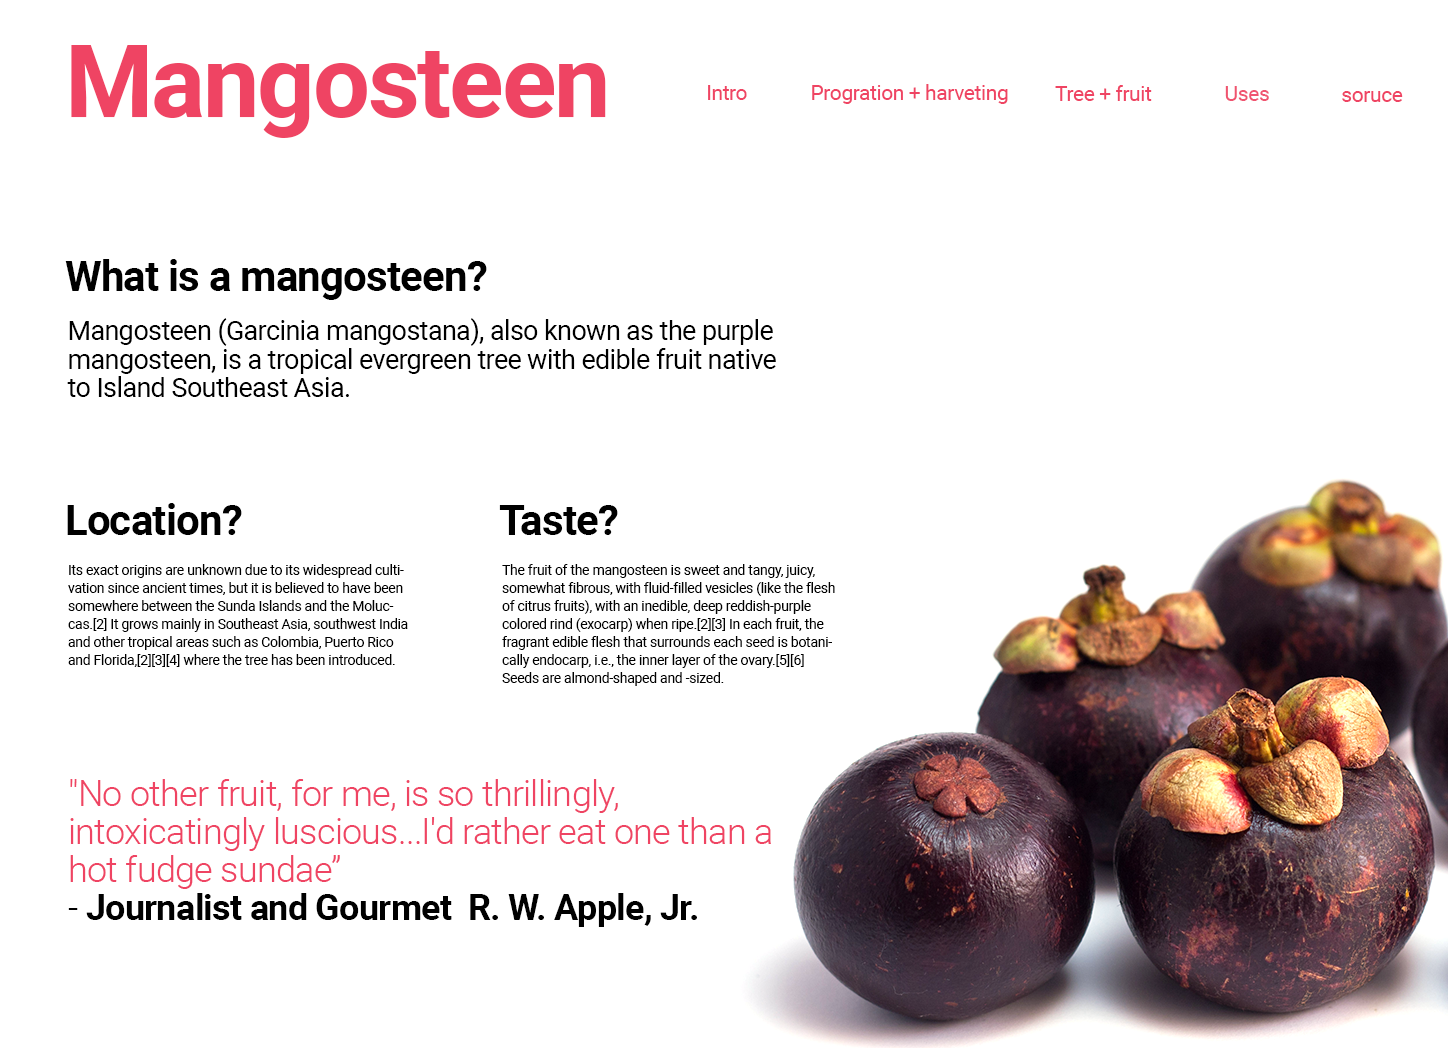 Mangosteen
Intro
Progration + harveting
Tree + fruit
Uses
soruce
What is a mangosteen?
Mangosteen (Garcinia mangostana), also known as the purple
mangosteen, is a tropical evergreen tree with edible fruit native
to Island Southeast Asia.
Location?
Its exact origins are unknown due to its widespread culti-
vation since ancient times, but it is believed to have been
somewhere between the Sunda Islands and the Moluc-
cas.[2] It grows mainly in Southeast Asia, southwest India
and other tropical areas such as Colombia, Puerto Rico
and Florida,[2][3][4] where the tree has been introduced.
Taste?
The fruit of the mangosteen is sweet and tangy, juicy,
somewhat fibrous, with fluid-filled vesicles (like the flesh
of citrus fruits), with an inedible, deep reddish-purple
colored rind (exocarp) when ripe.[2][3] In each fruit, the
fragrant edible flesh that surrounds each seed is botani-
cally endocarp, i.e., the inner layer of the ovary.[5][6]
Seeds are almond-shaped and -sized.
"No other fruit, for me, is so thrillingly,
intoxicatingly luscious...I'd rather eat one than a
hot fudge sundae”
- Journalist and Gourmet  R. W. Apple, Jr.